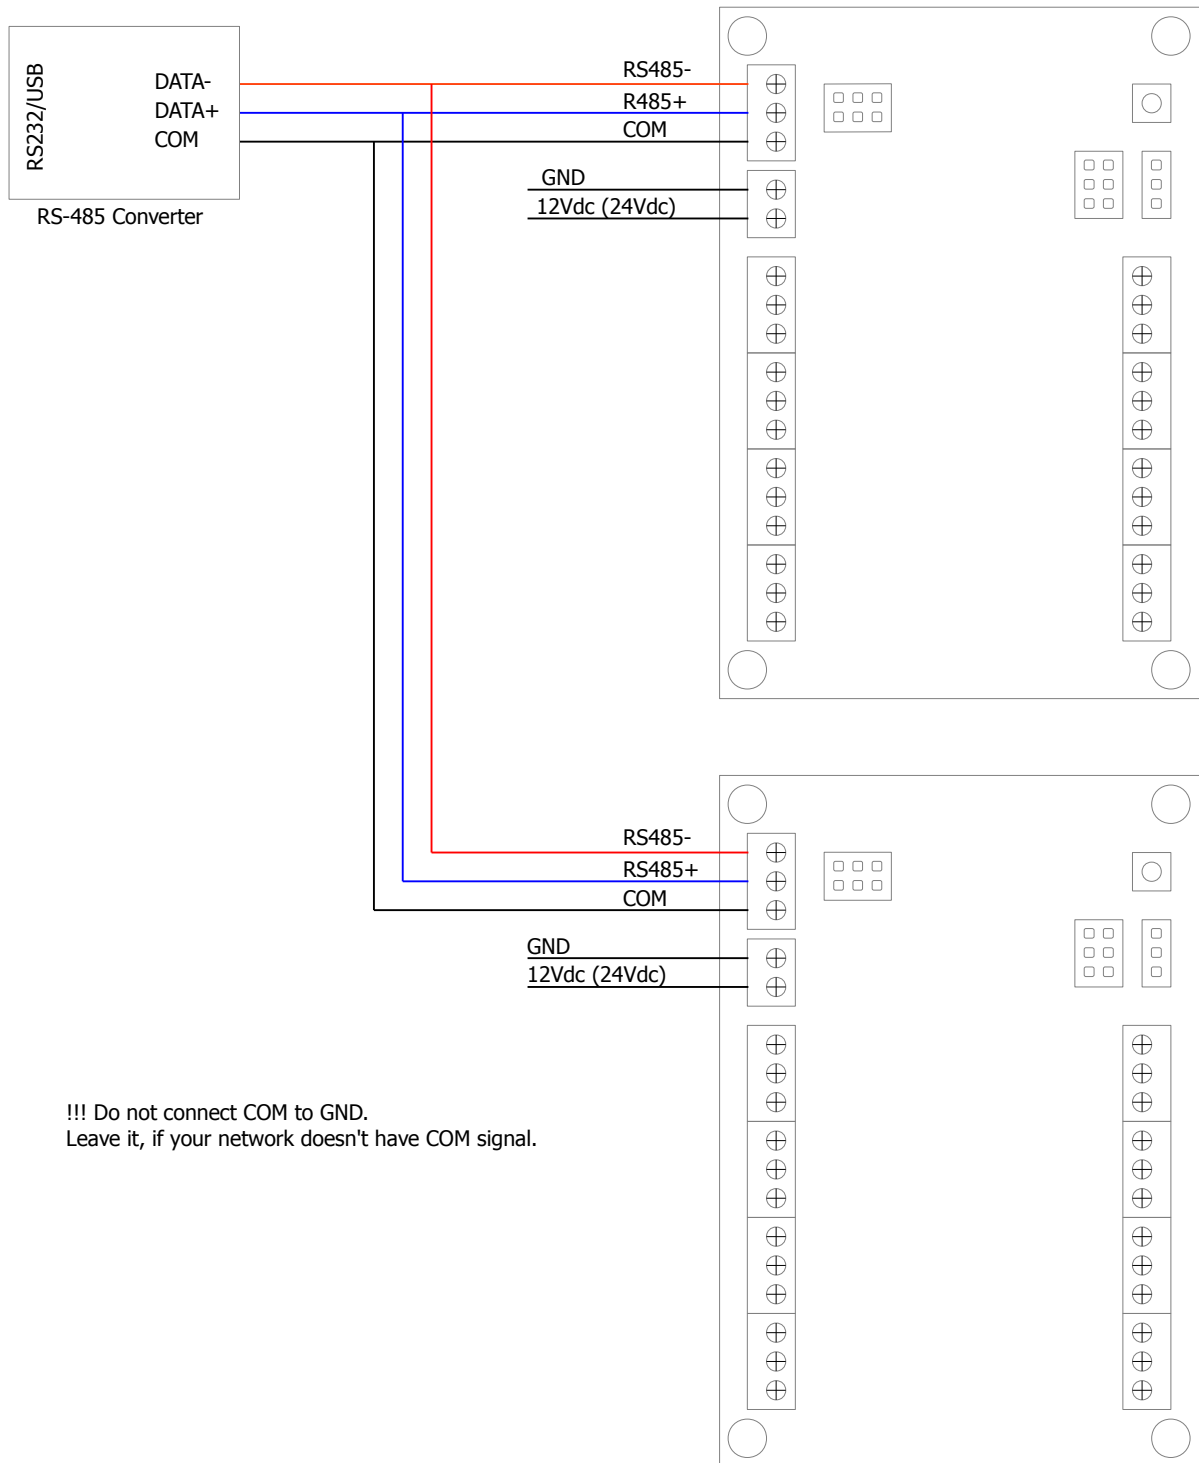 RS232/USB
DATA-
DATA+
COM
RS-485 Converter
RS485-
R485+
COM
GND
12Vdc (24Vdc)
RS485-
RS485+
COM
GND
12Vdc (24Vdc)
!!! Do not connect COM to GND.
Leave it, if your network doesn't have COM signal.